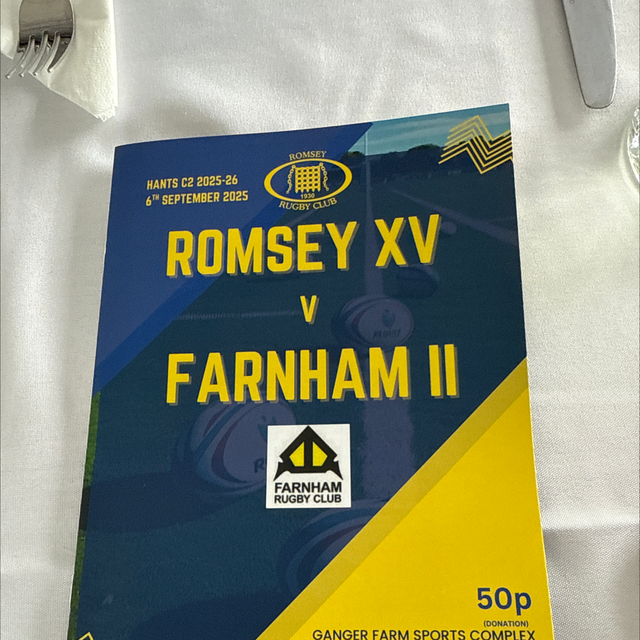 HANTS C2 2025-26
6TH SEPTEMBER 2025
ROMSEY
1930
RUGBY CLUB
ROMSEY XV
V
FARNHAM II
FARNHAM
RUGBY CLUB
50p
(DONATION)
GANGER FARM SPORTS COMPLEX